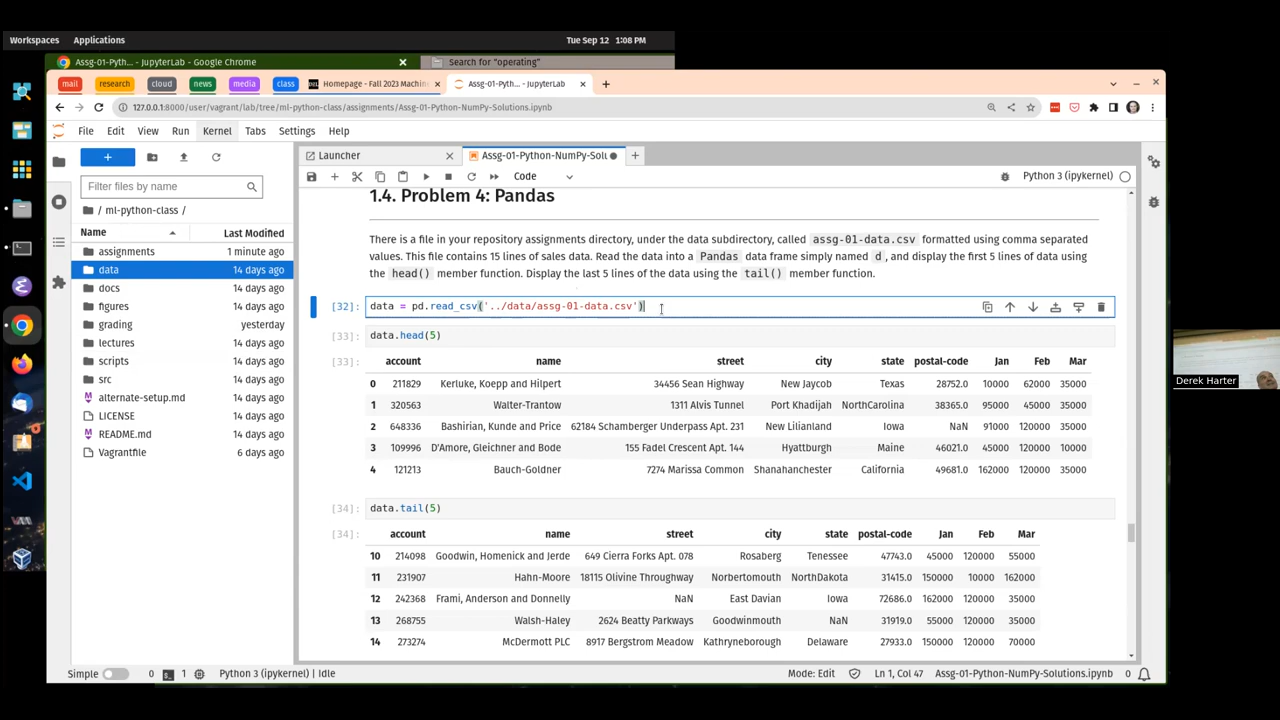 Workspaces Applications Tue Sep 12 1:08 PM
Assg-01-Pyth... - JupyterLab - Google Chrome Search for "operating"
mail research cloud news media class Homepage - Fall 2023 Machin Assg-01-Pyth... - JupyterLab
127.0.0.1:8000/user/vagrant/lab/tree/ml-python-class/assignments/Assg-01-Python-NumPy-Solutions.ipynb
File Edit View Run Kernel Tabs Settings Help
Filter files by name
/ ml-python-class /
Name Last Modified
assignments 1 minute ago
data 14 days ago
docs 14 days ago
figures 14 days ago
grading yesterday
lectures 14 days ago
scripts 14 days ago
src 14 days ago
alternate-setup.md 14 days ago
LICENSE 14 days ago
README.md 14 days ago
Vagrantfile 6 days ago
Launcher Assg-01-Python-NumPy-Solu
Code Python 3 (ipykernel)
1.4. Problem 4: Pandas
There is a file in your repository assignments directory, under the data subdirectory, called assg-01-data.csv formatted using comma separated
values. This file contains 15 lines of sales data. Read the data into a Pandas data frame simply named d, and display the first 5 lines of data using
the head() member function. Display the last 5 lines of the data using the tail() member function.
[32]: data = pd.read_csv('../data/assg-01-data.csv')
[33]: data.head(5)
[33]: account name street city state postal-code Jan Feb Mar
0 211829 Kerluke, Koepp and Hilpert 34456 Sean Highway New Jaycob Texas 28752.0 10000 62000 35000
1 320563 Walter-Trantow 1311 Alvis Tunnel Port Khadijah NorthCarolina 38365.0 95000 45000 35000
2 648336 Bashirian, Kunde and Price 62184 Schamberger Underpass Apt. 231 New Lilianland Iowa NaN 91000 120000 35000
3 109996 D'Amore, Gleichner and Bode 155 Fadel Crescent Apt. 144 Hyattburgh Maine 46021.0 45000 120000 10000
4 121213 Bauch-Goldner 7274 Marissa Common Shanahanchester California 49681.0 162000 120000 35000
[34]: data.tail(5)
[34]: account name street city state postal-code Jan Feb Mar
10 214098 Goodwin, Homenick and Jerde 649 Cierra Forks Apt. 078 Rosaberg Tenessee 47743.0 45000 120000 55000
11 231907 Hahn-Moore 18115 Olivine Throughway Norbertomouth NorthDakota 31415.0 150000 10000 162000
12 242368 Frami, Anderson and Donnelly NaN East Davian Iowa 72686.0 162000 120000 35000
13 268755 Walsh-Haley 2624 Beatty Parkways Goodwinmouth NaN 31919.0 55000 120000 35000
14 273274 McDermott PLC 8917 Bergstrom Meadow Kathryneborough Delaware 27933.0 150000 120000 70000
Simple 0 1 Python 3 (ipykernel) | Idle Mode: Edit Ln 1, Col 47 Assg-01-Python-NumPy-Solutions.ipynb 0
Derek Harter